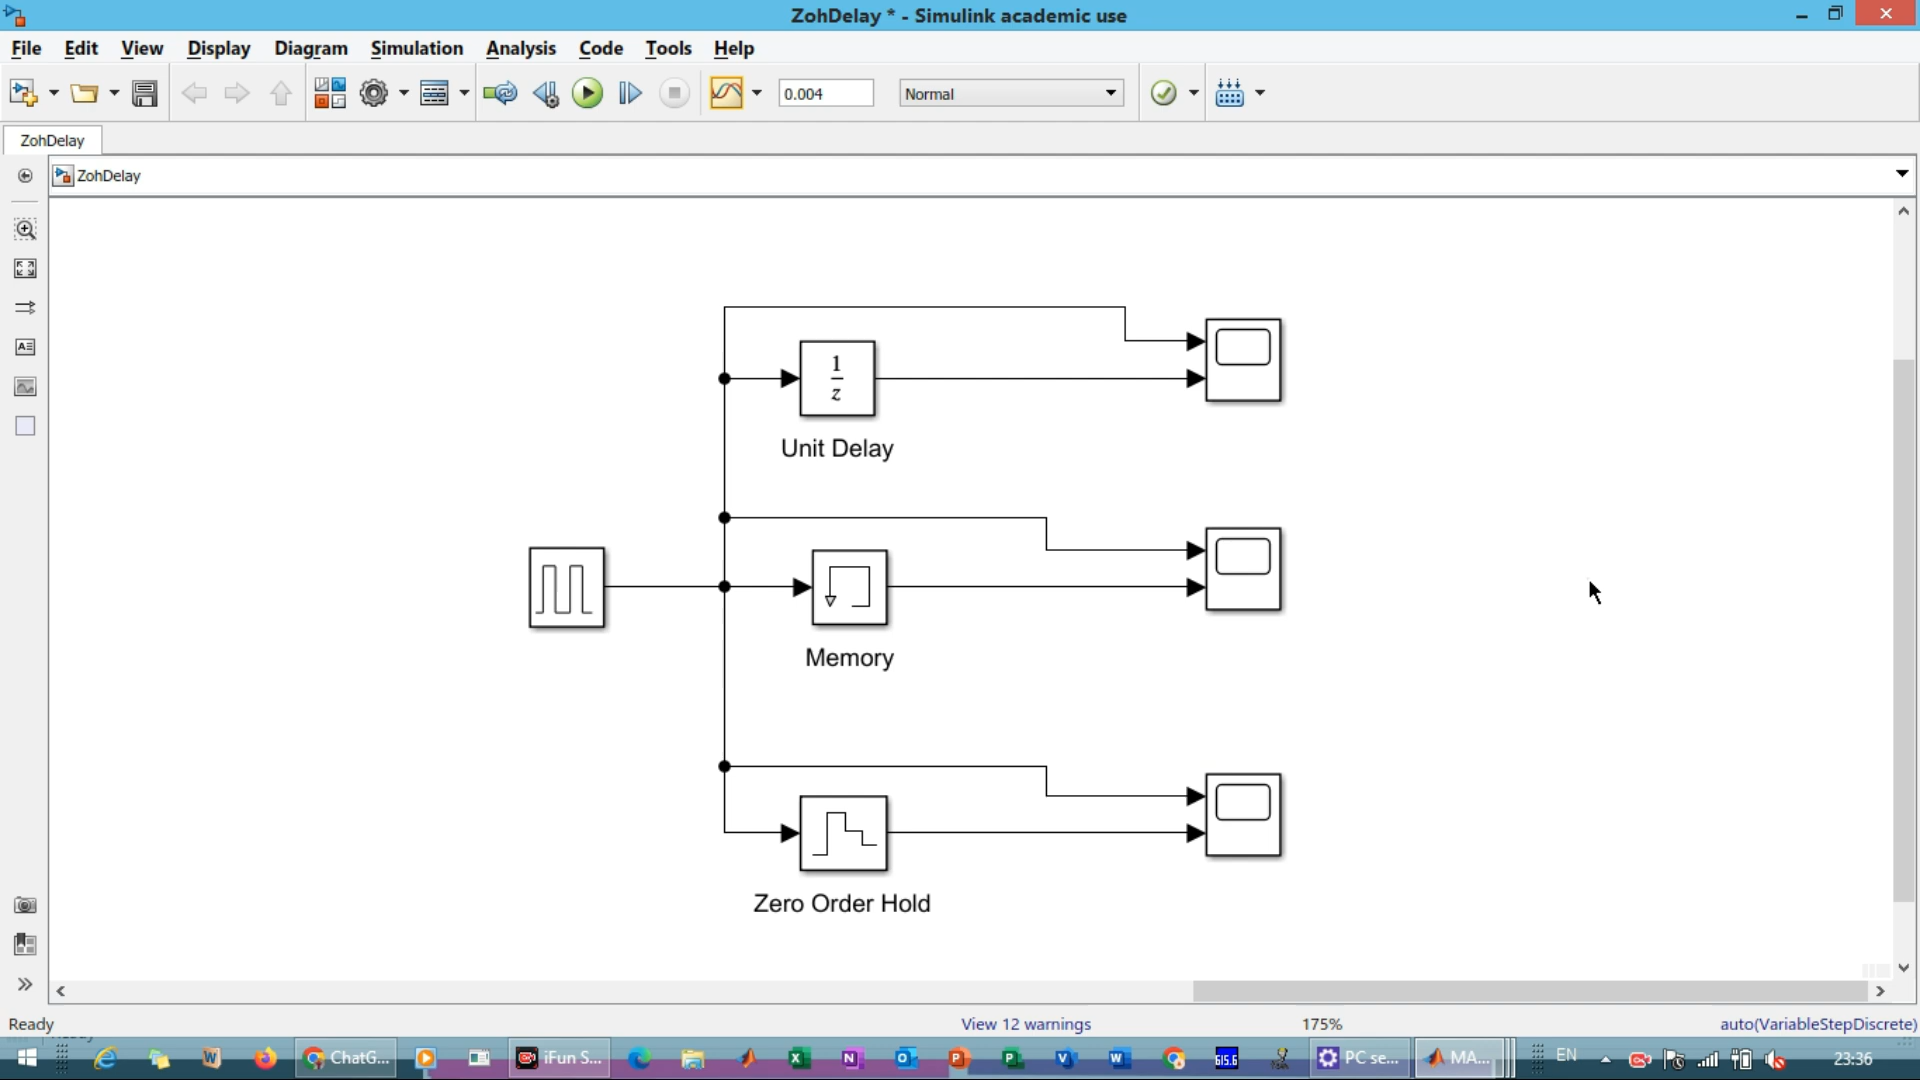 ZohDelay * - Simulink academic use
File Edit View Display Diagram Simulation Analysis Code Tools Help
0.004 Normal
ZohDelay
ZohDelay
1
z
Unit Delay
Memory
Zero Order Hold
Ready View 12 warnings 175% auto(VariableStepDiscrete)
ChatG... iFun S... 615.6 PC se... MA... EN 23:36